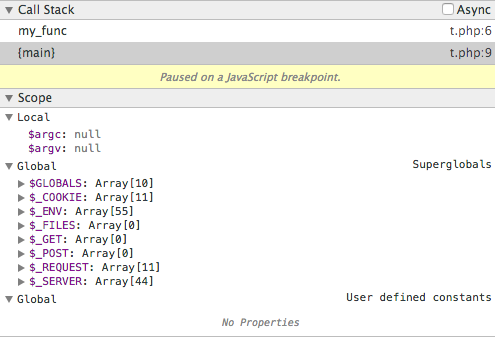 Call Stack Async
my_func t.php:6
{main} t.php:9
Paused on a JavaScript breakpoint.
Scope
Local
$argc: null
$argv: null
Global Superglobals
$GLOBALS: Array[10]
$_COOKIE: Array[11]
$_ENV: Array[55]
$_FILES: Array[0]
$_GET: Array[0]
$_POST: Array[0]
$_REQUEST: Array[11]
$_SERVER: Array[44]
Global User defined constants
No Properties